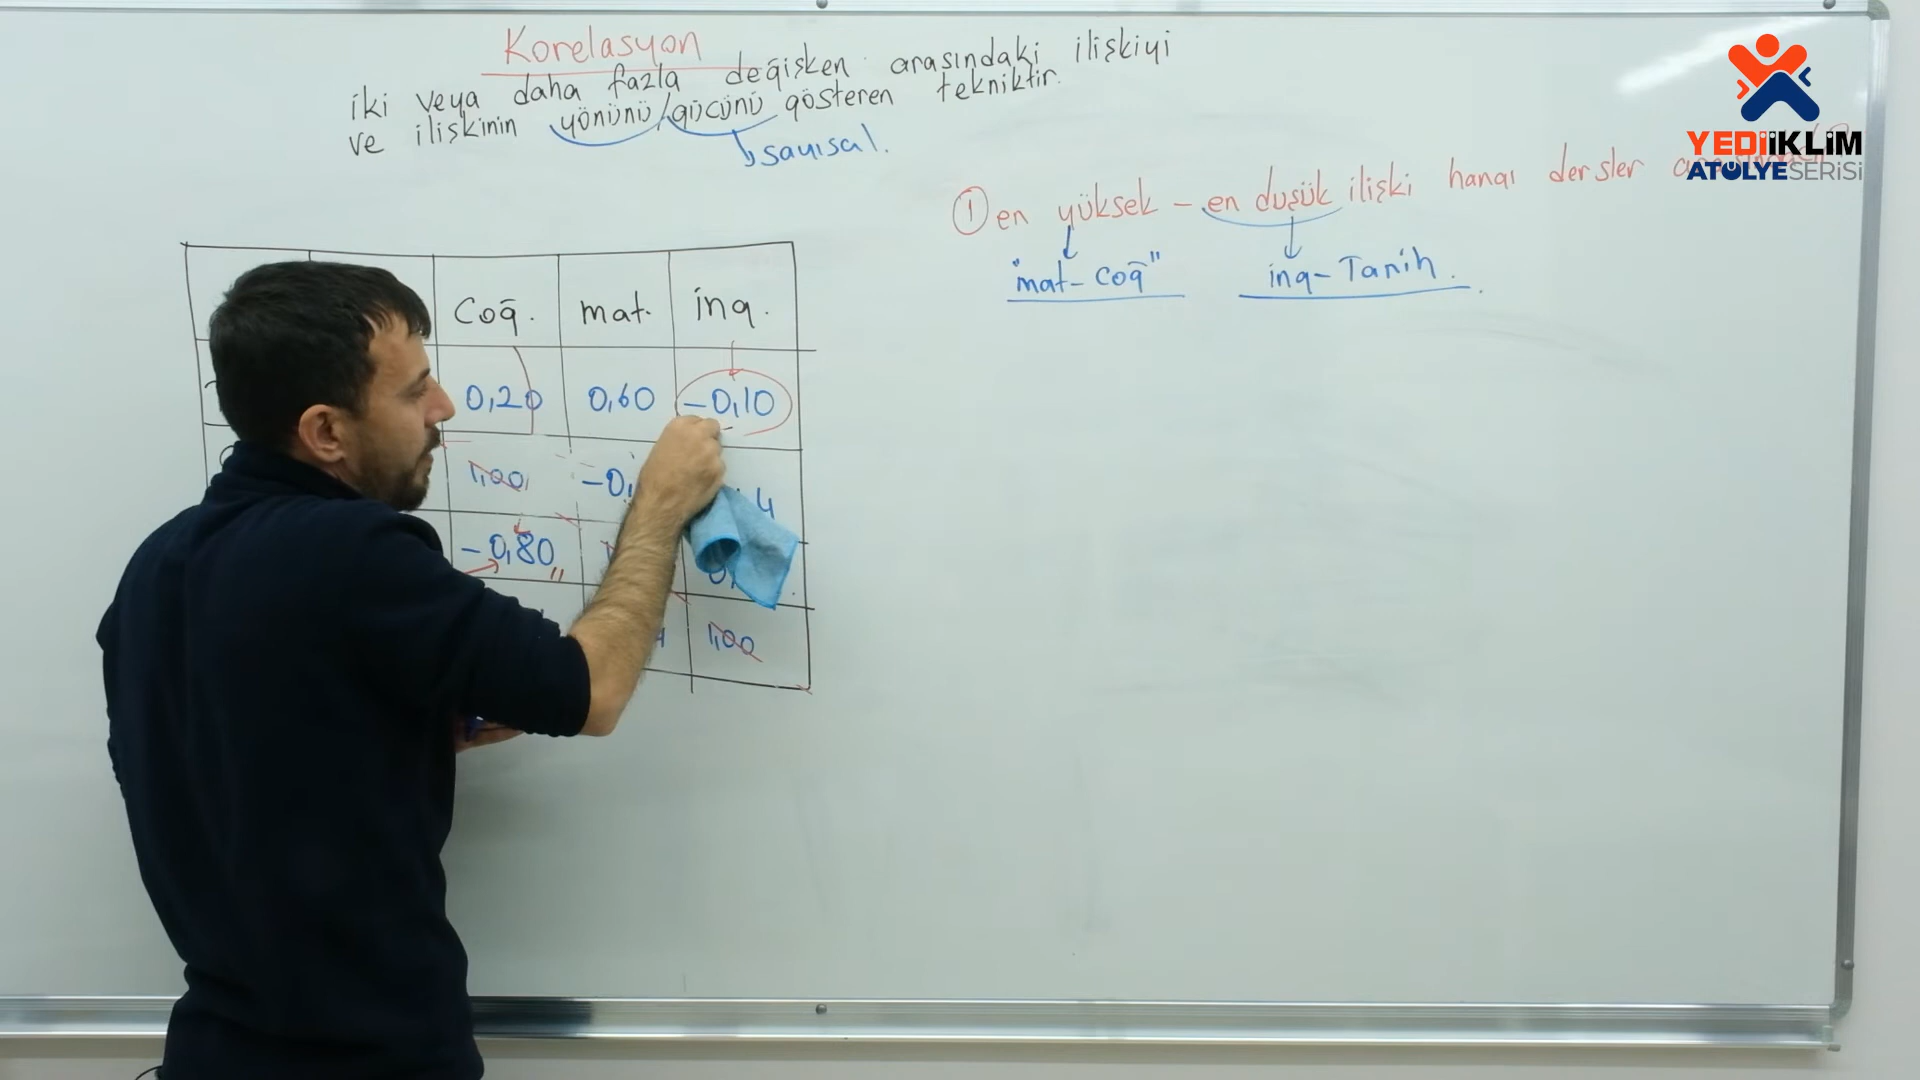 Korelasyon
iki veya daha fazla değişken arasındaki ilişkiyi
ve ilişkinin yönünü/gücünü gösteren tekniktir.
sayısal.
YEDİİKLİM
ATÖLYESERİSİ
① en yüksek - en düşük ilişki hangi dersler
"mat-coğ" ing-Tarih.
Coğ. mat. ing.
0,20 0,60 -0,10
1,00 -0,
-0,80
1,00